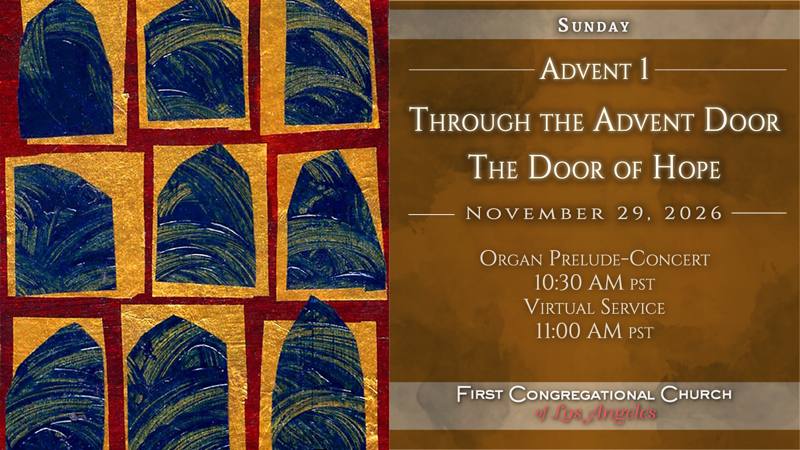 Sunday
Advent 1
Through the Advent Door
The Door of Hope
November 29, 2026
Organ Prelude-Concert
10:30 AM PST
Virtual Service
11:00 AM PST
First Congregational Church
of Los Angeles